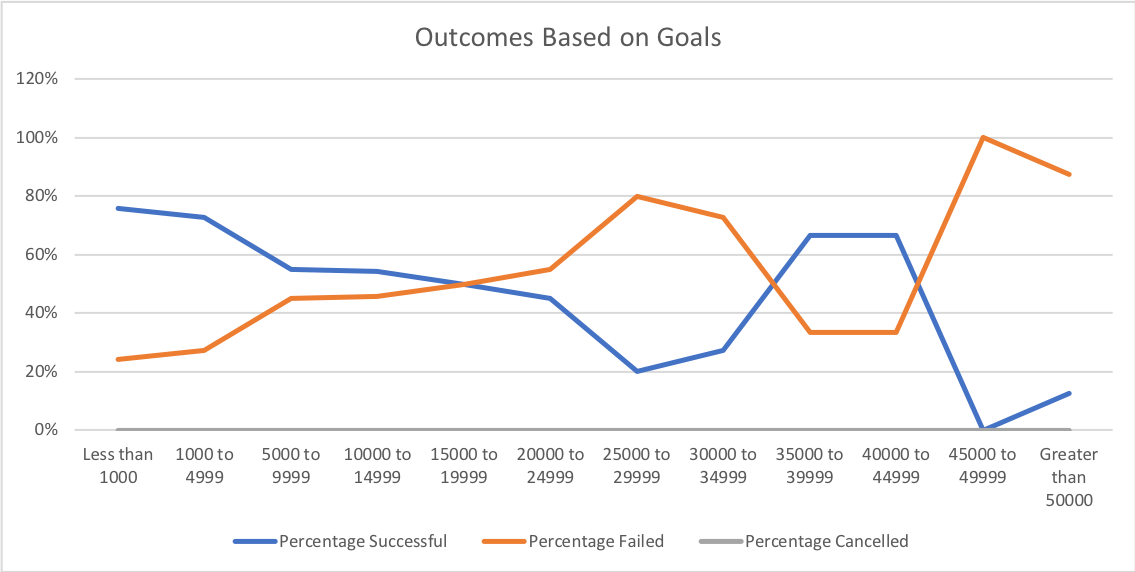 Outcomes Based on Goals
120%
100%
80%
60%
40%
20%
0%
Less than 1000 to 5000 to 10000 to 15000 to 20000 to 25000 to 30000 to 35000 to 40000 to 45000 to Greater
1000 4999 9999 14999 19999 24999 29999 34999 39999 44999 49999 than
50000
Percentage Successful Percentage Failed Percentage Cancelled